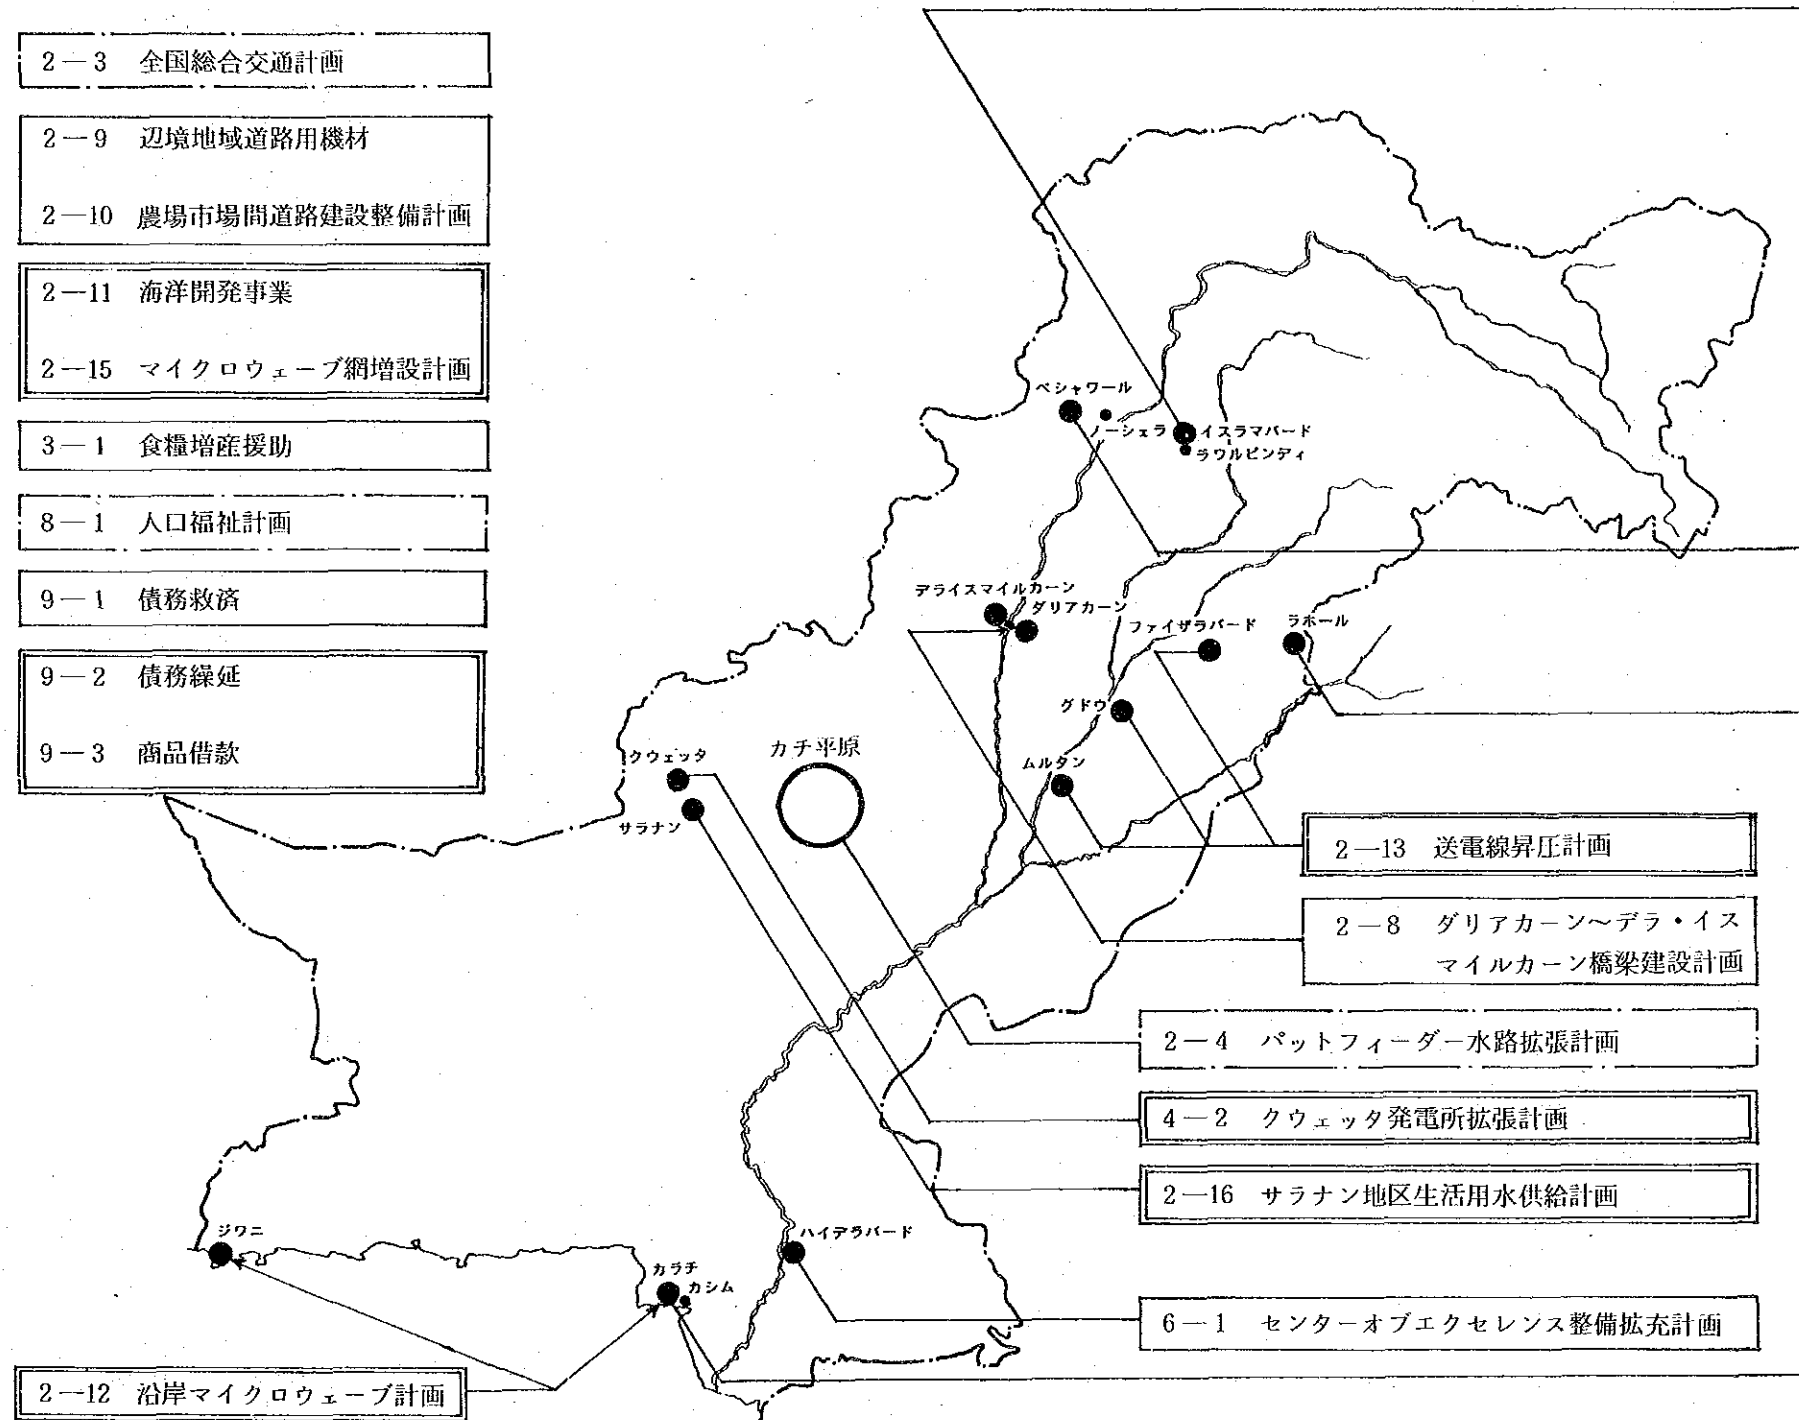 2－3 全国総合交通計画
2－9 辺境地域道路用機材
2－10 農場市場間道路建設整備計画
2－11 海洋開発事業
2－15 マイクロウェーブ網増設計画
3－1 食糧増産援助
8－1 人口福祉計画
9－1 債務救済
9－2 債務繰延
9－3 商品借款
ペシャワール
ノーシェラ
イスラマバード
ラワルピンディ
デライスマイルカーン
ダリアカーン
ファイザラバード
ラホール
グドウ
ムルタン
クウェッタ
サラナン
カチ平原
2－13 送電線昇圧計画
2－8 ダリアカーン～デラ・イス
マイルカーン橋梁建設計画
2－4 パットフィーダー水路拡張計画
4－2 クウェッタ発電所拡張計画
2－16 サラナン地区生活用水供給計画
ジワニ
カラチ
カシム
ハイデラバード
6－1 センターオブエクセレンス整備拡充計画
2－12 沿岸マイクロウェーブ計画